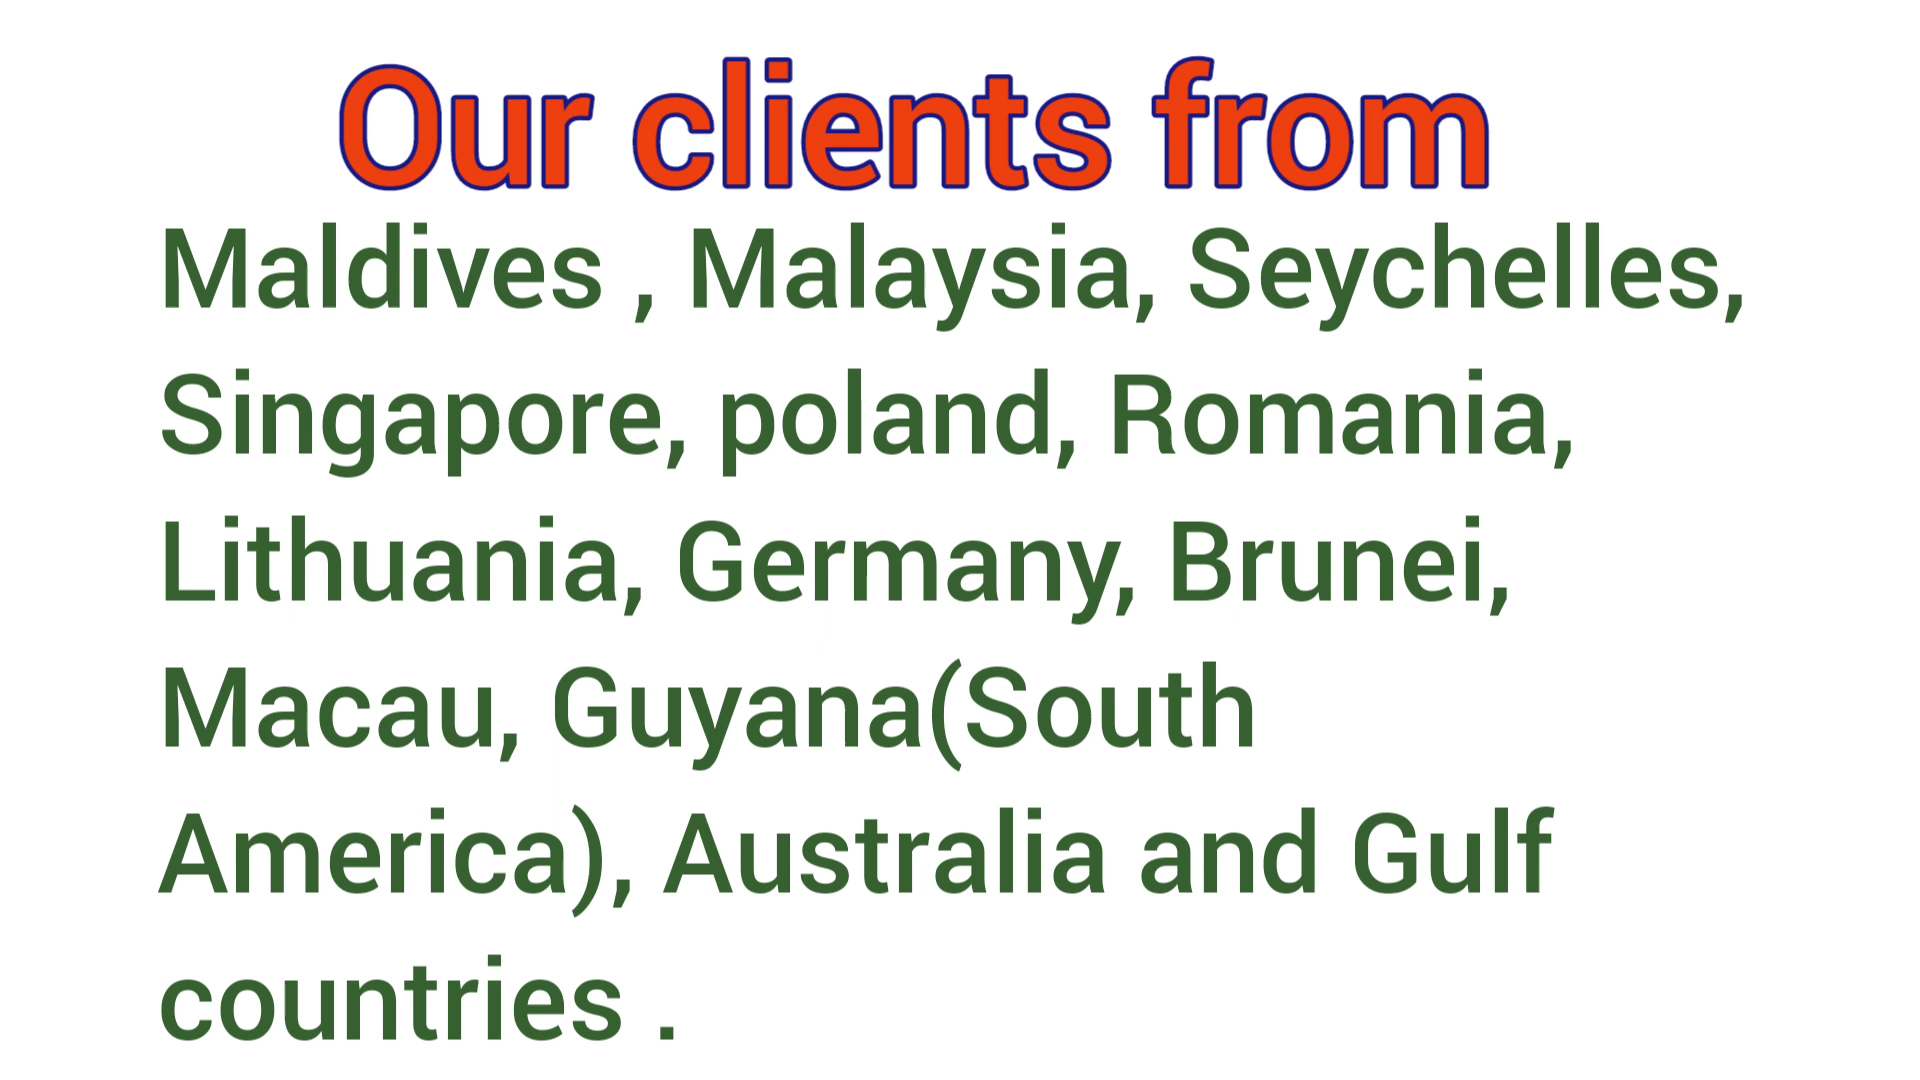 Our clients from
Maldives , Malaysia, Seychelles,
Singapore, poland, Romania,
Lithuania, Germany, Brunei,
Macau, Guyana(South
America), Australia and Gulf
countries .